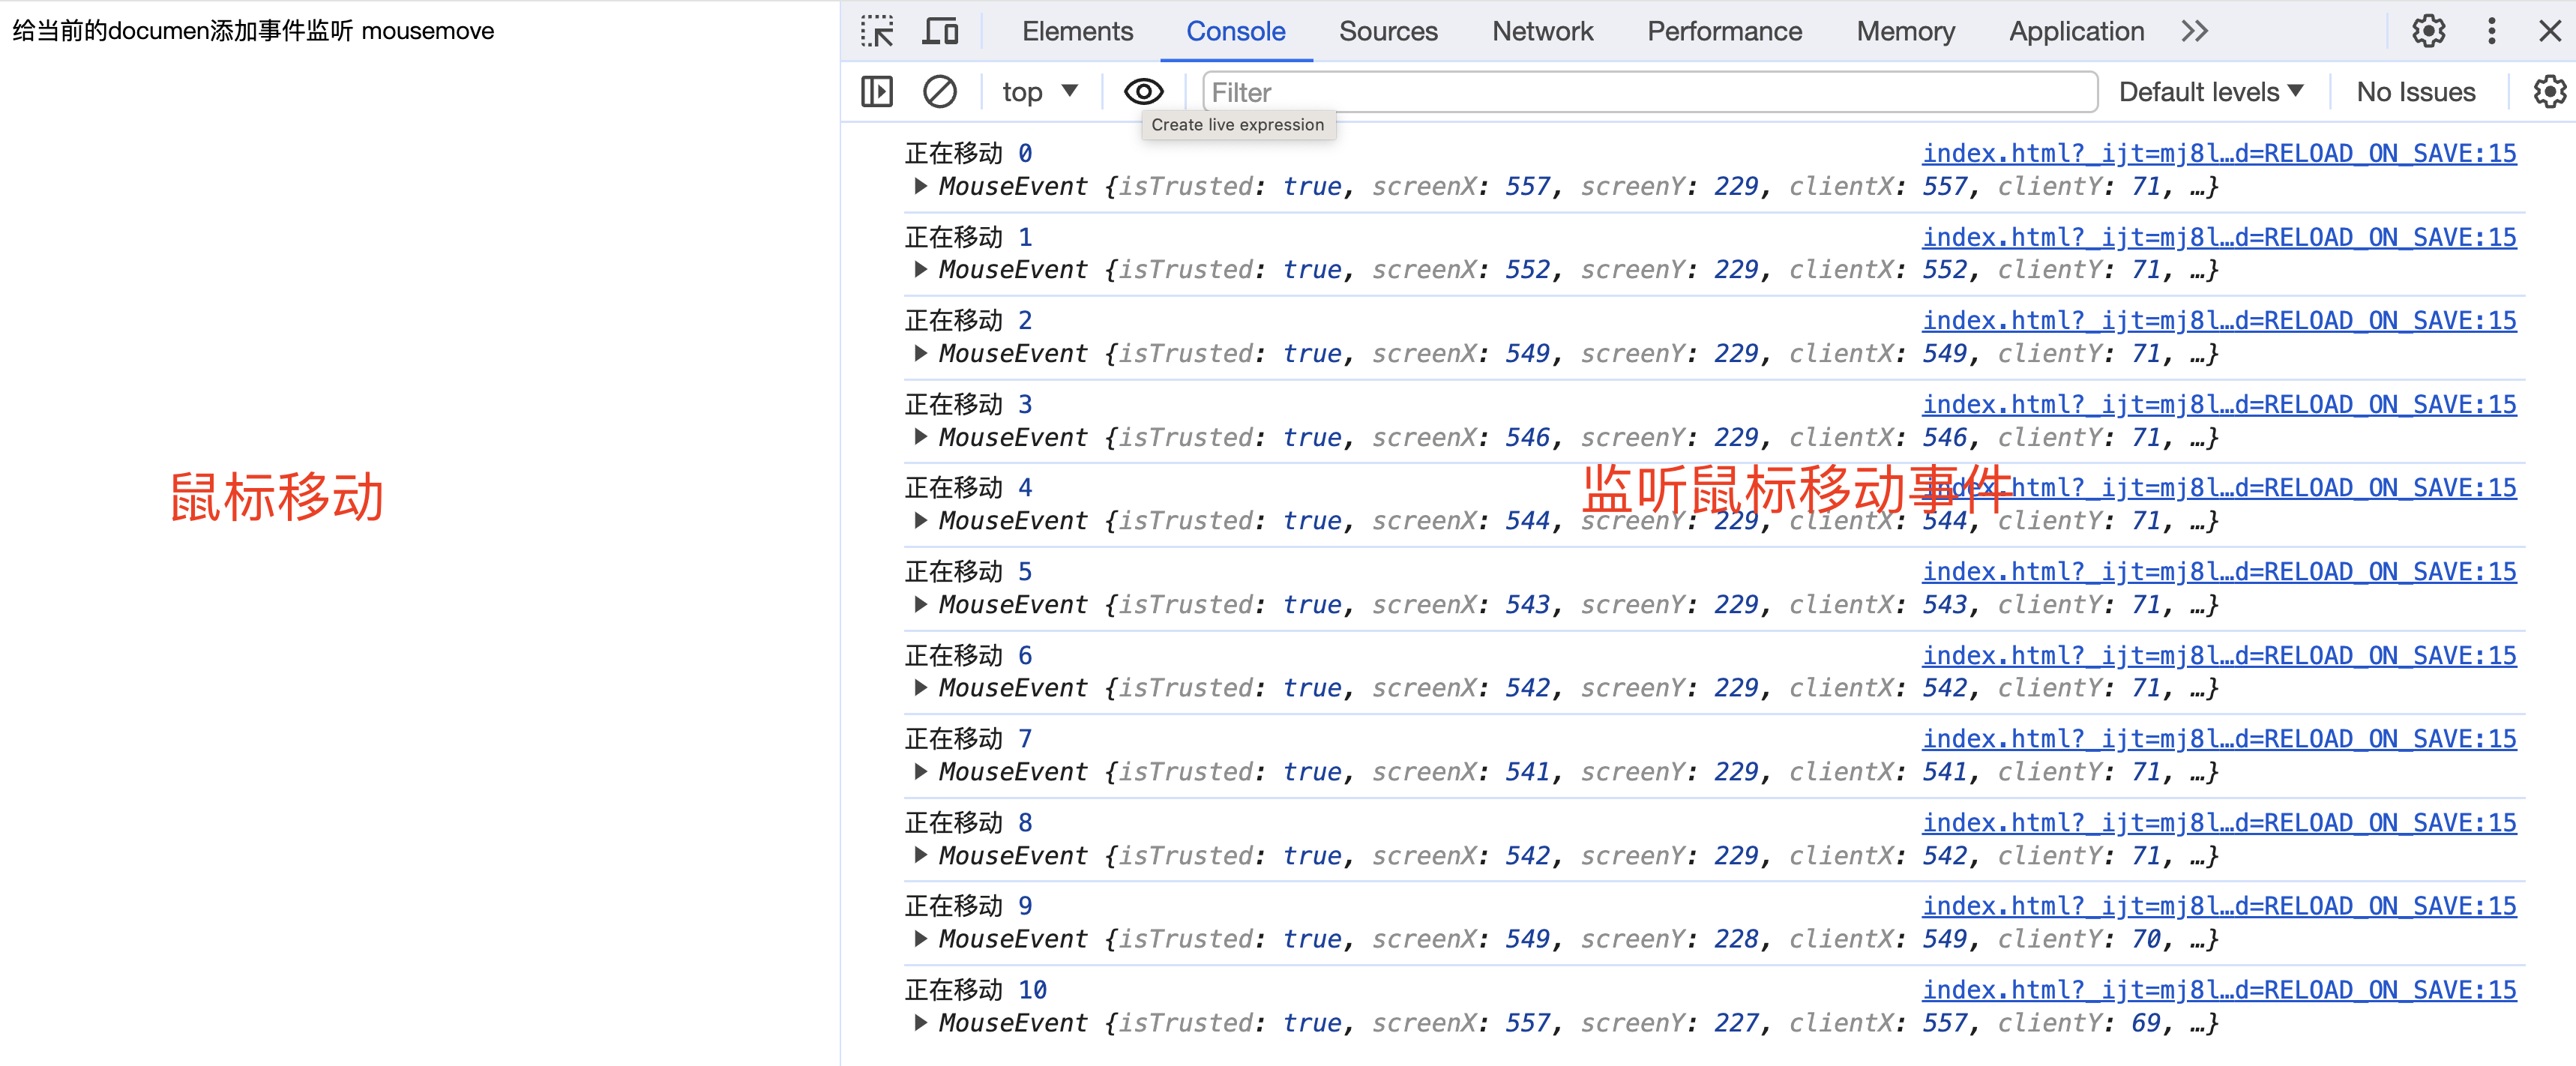 给当前的documen添加事件监听 mousemove
鼠标移动
Elements Console Sources Network Performance Memory Application
top Filter Default levels No Issues
Create live expression
正在移动 0 index.html?_ijt=mj8l…d=RELOAD_ON_SAVE:15
MouseEvent {isTrusted: true, screenX: 557, screenY: 229, clientX: 557, clientY: 71, …}
正在移动 1 index.html?_ijt=mj8l…d=RELOAD_ON_SAVE:15
MouseEvent {isTrusted: true, screenX: 552, screenY: 229, clientX: 552, clientY: 71, …}
正在移动 2 index.html?_ijt=mj8l…d=RELOAD_ON_SAVE:15
MouseEvent {isTrusted: true, screenX: 549, screenY: 229, clientX: 549, clientY: 71, …}
正在移动 3 index.html?_ijt=mj8l…d=RELOAD_ON_SAVE:15
MouseEvent {isTrusted: true, screenX: 546, screenY: 229, clientX: 546, clientY: 71, …}
监听鼠标移动事件
正在移动 4 index.html?_ijt=mj8l…d=RELOAD_ON_SAVE:15
MouseEvent {isTrusted: true, screenX: 544, screenY: 229, clientX: 544, clientY: 71, …}
正在移动 5 index.html?_ijt=mj8l…d=RELOAD_ON_SAVE:15
MouseEvent {isTrusted: true, screenX: 543, screenY: 229, clientX: 543, clientY: 71, …}
正在移动 6 index.html?_ijt=mj8l…d=RELOAD_ON_SAVE:15
MouseEvent {isTrusted: true, screenX: 542, screenY: 229, clientX: 542, clientY: 71, …}
正在移动 7 index.html?_ijt=mj8l…d=RELOAD_ON_SAVE:15
MouseEvent {isTrusted: true, screenX: 541, screenY: 229, clientX: 541, clientY: 71, …}
正在移动 8 index.html?_ijt=mj8l…d=RELOAD_ON_SAVE:15
MouseEvent {isTrusted: true, screenX: 542, screenY: 229, clientX: 542, clientY: 71, …}
正在移动 9 index.html?_ijt=mj8l…d=RELOAD_ON_SAVE:15
MouseEvent {isTrusted: true, screenX: 549, screenY: 228, clientX: 549, clientY: 70, …}
正在移动 10 index.html?_ijt=mj8l…d=RELOAD_ON_SAVE:15
MouseEvent {isTrusted: true, screenX: 557, screenY: 227, clientX: 557, clientY: 69, …}